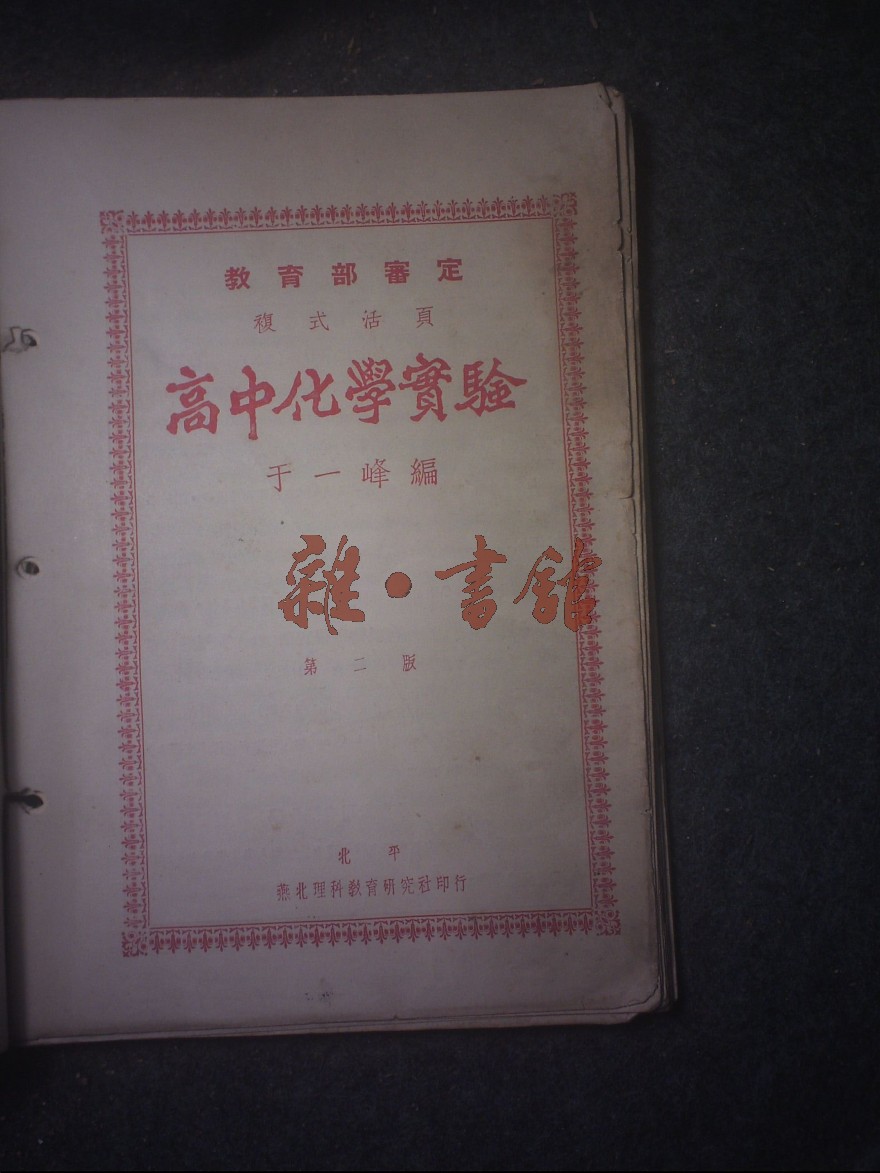 教育部審定
複式活頁
高中化學實驗
于一峰編
雜·書館
第二版
北平
燕北理科教育研究社印行